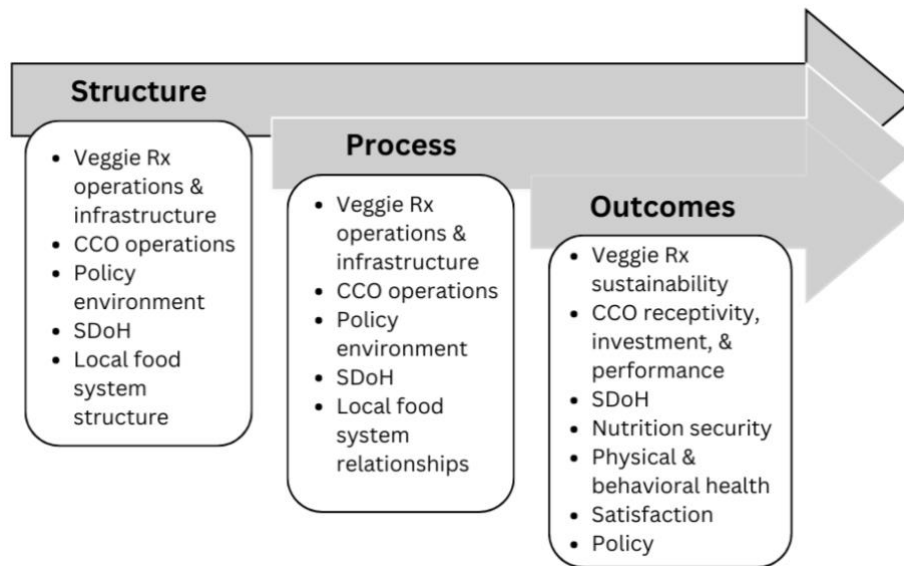 Structure
• Veggie Rx
operations &
infrastructure
• CCO operations
• Policy
environment
• SDoH
• Local food
system
structure
Process
• Veggie Rx
operations &
infrastructure
• CCO operations
• Policy
environment
• SDoH
• Local food
system
relationships
Outcomes
• Veggie Rx
sustainability
• CCO receptivity,
investment, &
performance
• SDoH
• Nutrition security
• Physical &
behavioral health
• Satisfaction
• Policy